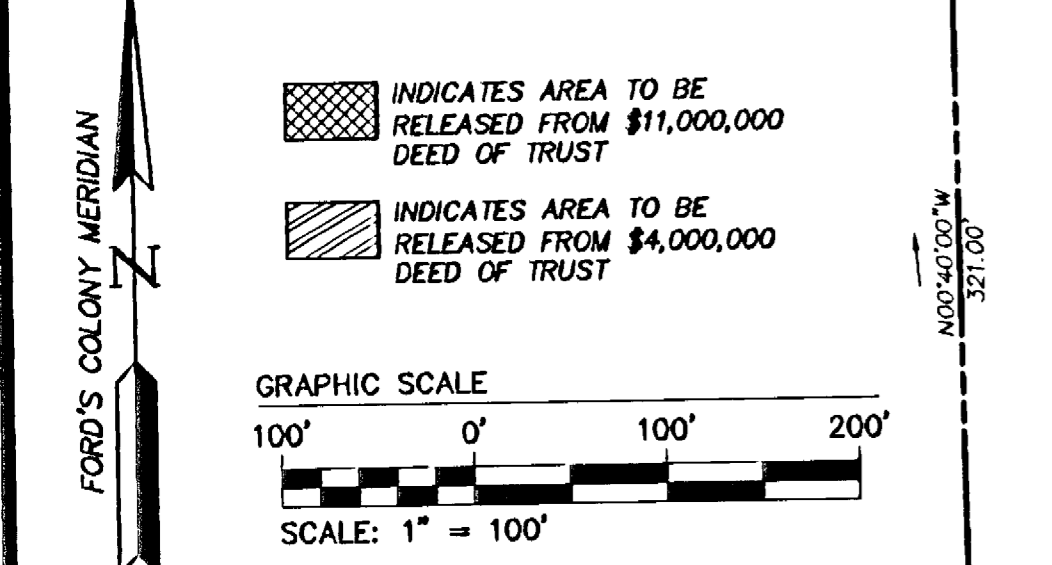 FORD'S COLONY MERIDIAN
N
INDICATES AREA TO BE
RELEASED FROM $11,000,000
DEED OF TRUST
INDICATES AREA TO BE
RELEASED FROM $4,000,000
DEED OF TRUST
N00°40'00"W
321.00'
GRAPHIC SCALE
100' 0' 100' 200'
SCALE: 1" = 100'